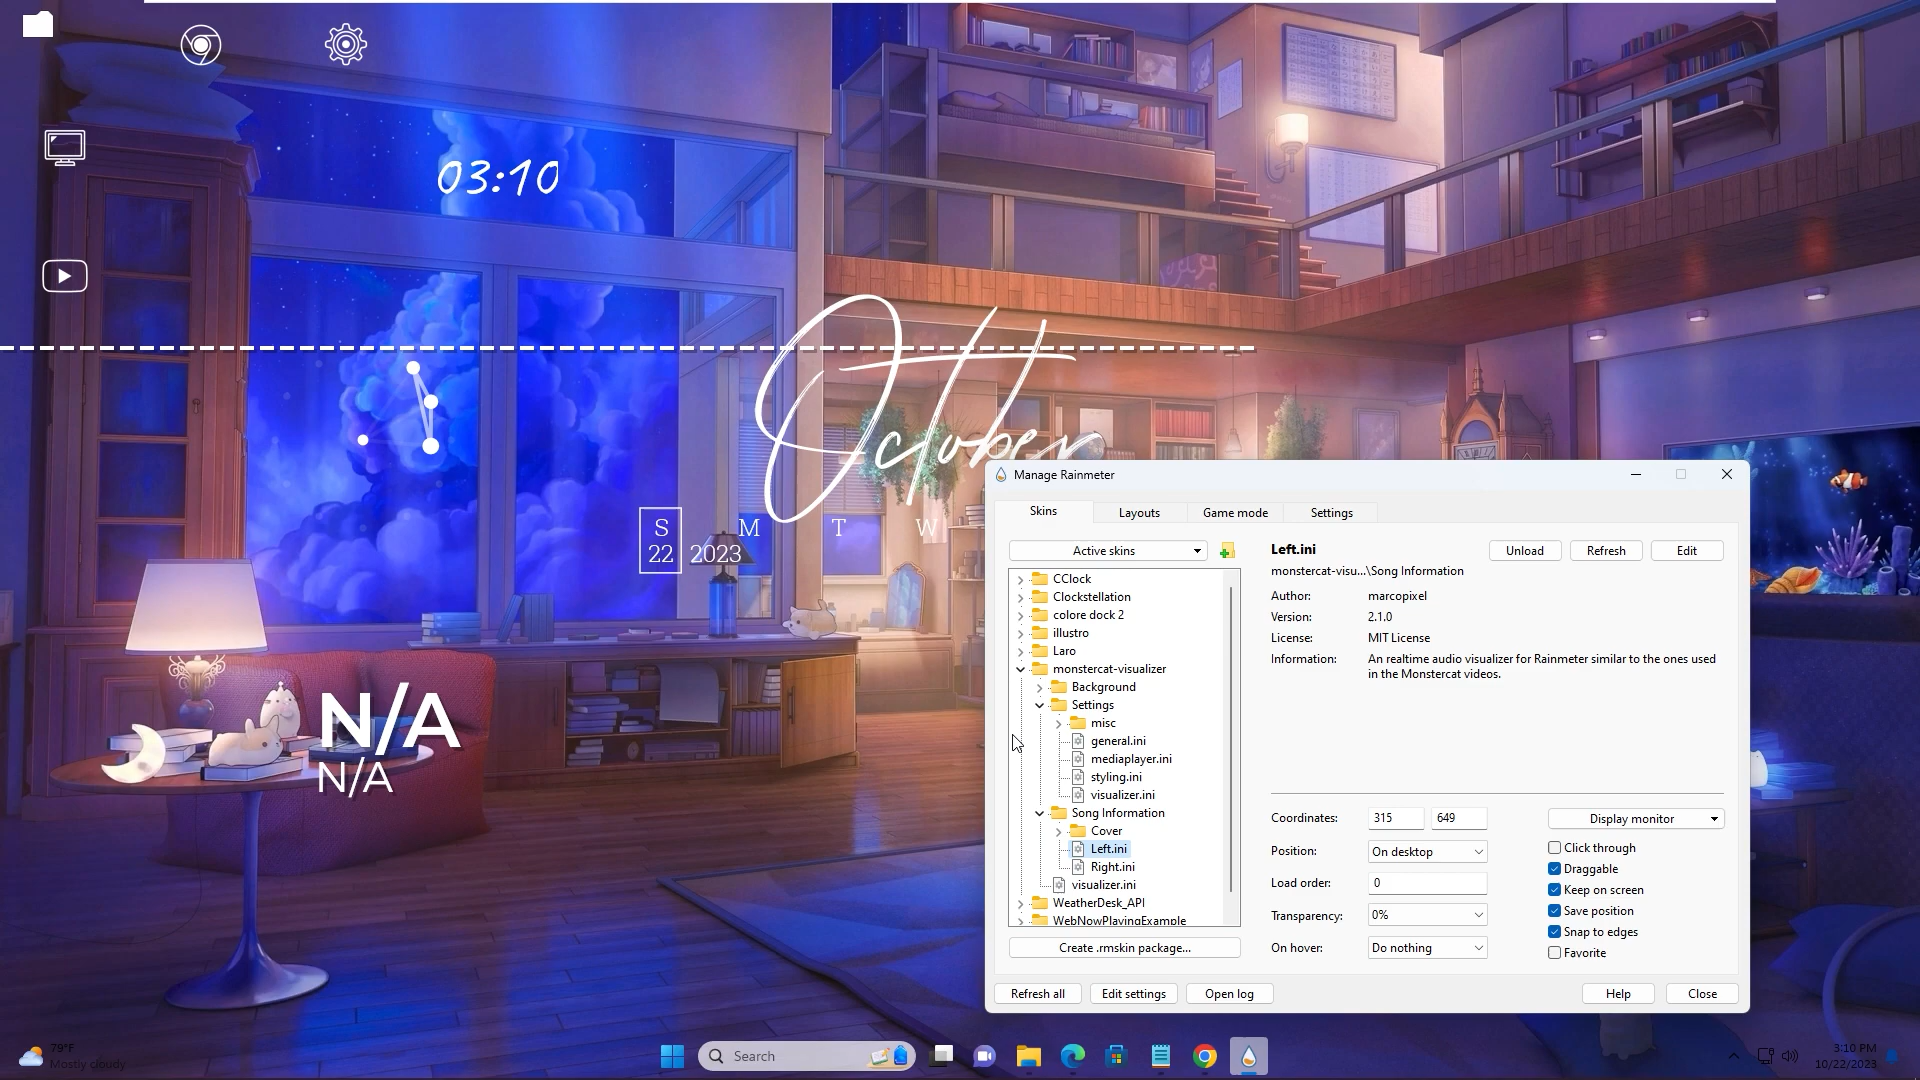 03:10
October
S M T W
22 2023
N/A
N/A
Manage Rainmeter
Skins
Layouts
Game mode
Settings
Active skins
CClock
Clockstellation
colore dock 2
illustro
Laro
monstercat-visualizer
Background
Settings
misc
general.ini
mediaplayer.ini
styling.ini
visualizer.ini
Song Information
Cover
Left.ini
Right.ini
visualizer.ini
WeatherDesk_API
WebNowPlayingExample
Create .rmskin package...
Left.ini
Unload
Refresh
Edit
monstercat-visu...\Song Information
Author: marcopixel
Version: 2.1.0
License: MIT License
Information: An realtime audio visualizer for Rainmeter similar to the ones used
in the Monstercat videos.
Coordinates: 315 649
Display monitor
Position: On desktop
Load order: 0
Transparency: 0%
On hover: Do nothing
Click through
Draggable
Keep on screen
Save position
Snap to edges
Favorite
Refresh all
Edit settings
Open log
Help
Close
79°F
Mostly cloudy
Search
3:10 PM
10/22/2023